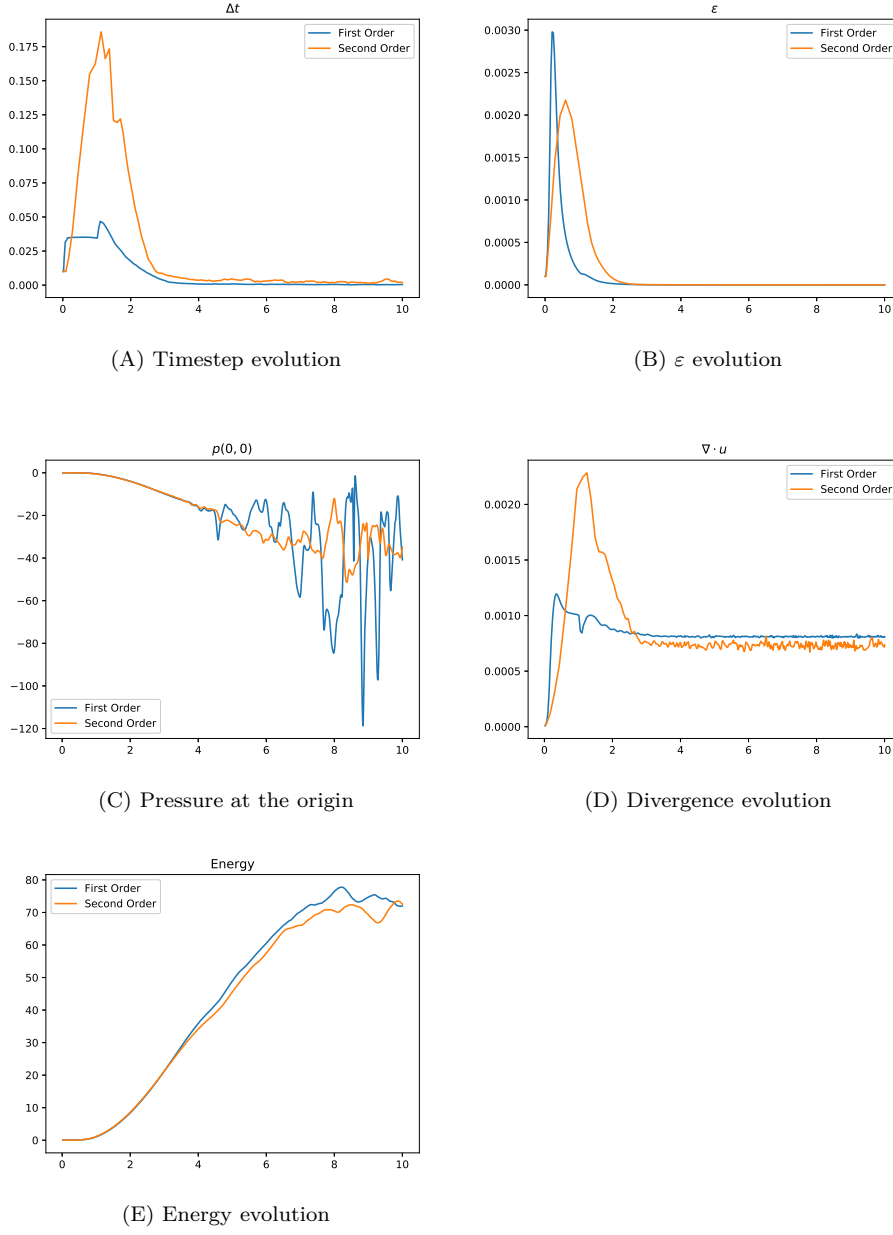 Δt
First Order
Second Order
0.175
0.150
0.125
0.100
0.075
0.050
0.025
0.000
0 2 4 6 8 10
(A) Timestep evolution
ε
First Order
Second Order
0.0030
0.0025
0.0020
0.0015
0.0010
0.0005
0.0000
0 2 4 6 8 10
(B) ε evolution
p(0, 0)
0
−20
−40
−60
−80
−100
−120
First Order
Second Order
0 2 4 6 8 10
(C) Pressure at the origin
∇ · u
First Order
Second Order
0.0020
0.0015
0.0010
0.0005
0.0000
0 2 4 6 8 10
(D) Divergence evolution
Energy
First Order
Second Order
80
70
60
50
40
30
20
10
0
0 2 4 6 8 10
(E) Energy evolution